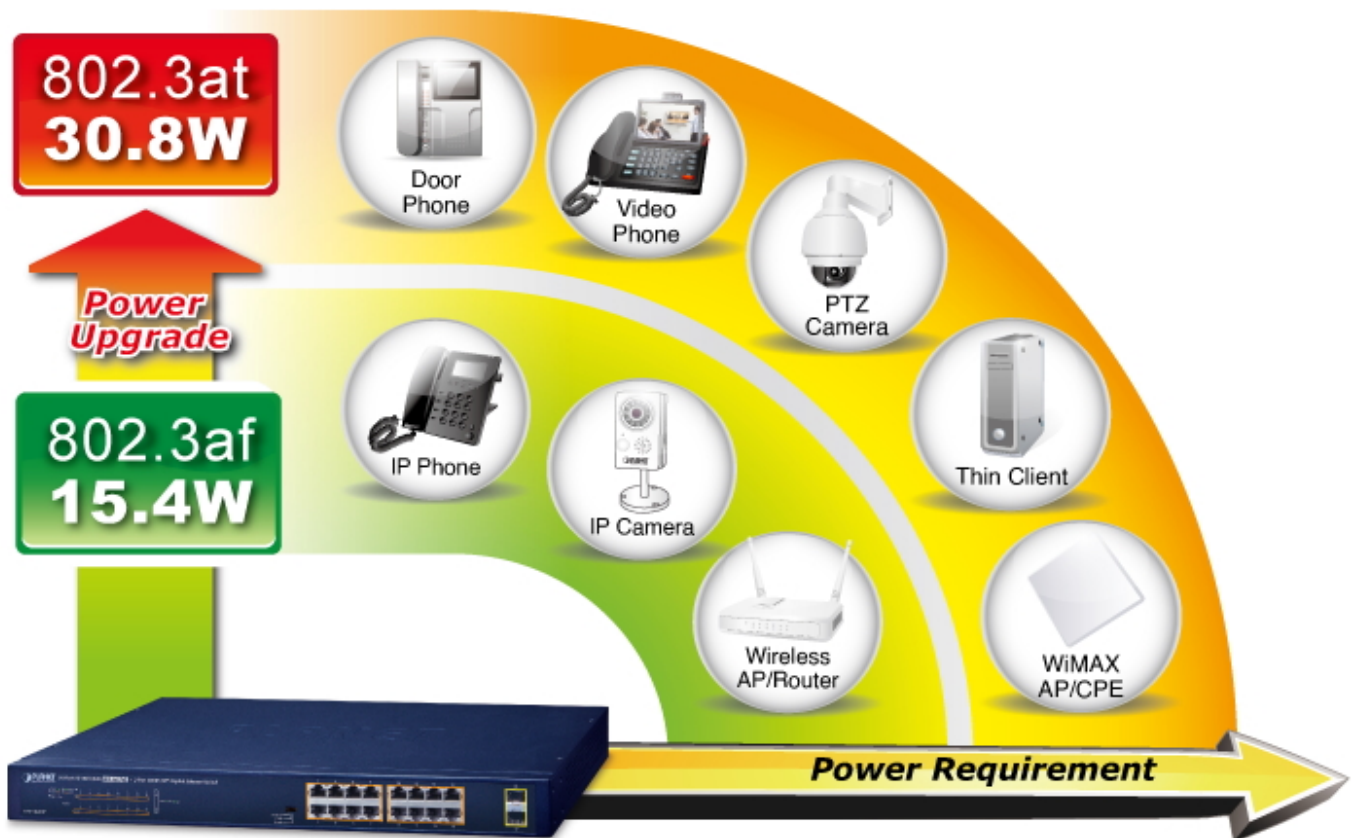 802.3at
30.8W
Power
Upgrade
802.3af
15.4W
Door
Phone
Video
Phone
PTZ
Camera
Thin Client
WiMAX
AP/CPE
IP Phone
IP Camera
Wireless
AP/Router
PLANET
Power Requirement